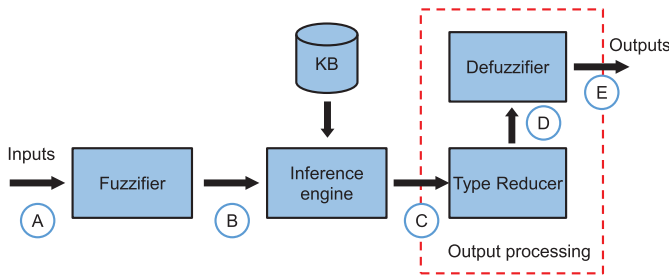 KB
Defuzzifier
Outputs
E
D
Inputs
Fuzzifier
Inference
engine
Type Reducer
A
B
C
Output processing